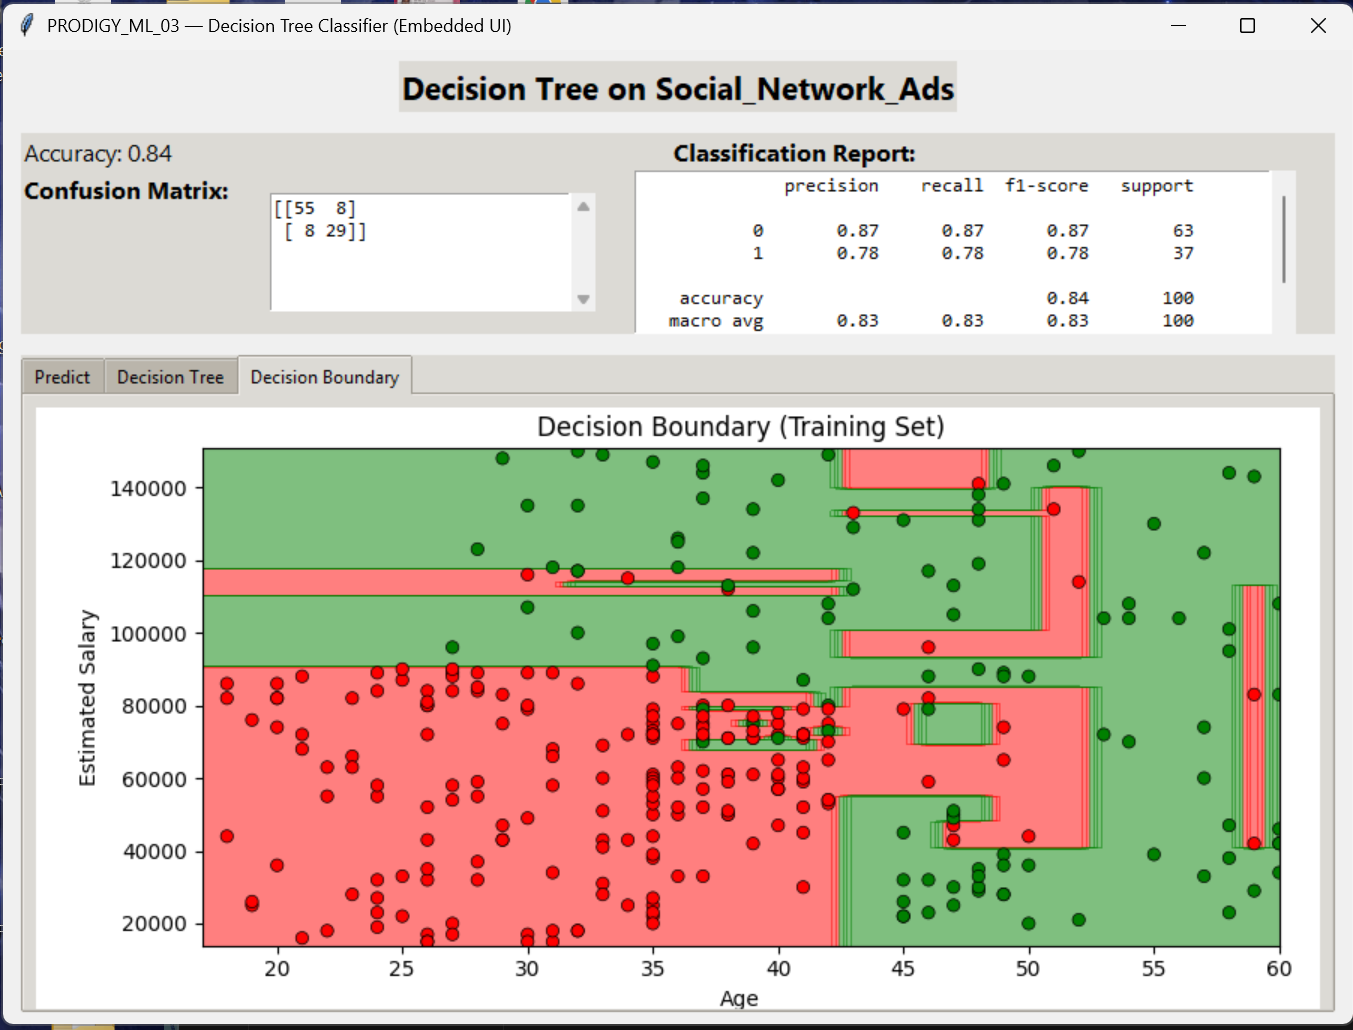 PRODIGY_ML_03 — Decision Tree Classifier (Embedded UI)
Decision Tree on Social_Network_Ads
Accuracy: 0.84
Confusion Matrix:
[[55  8]
 [ 8 29]]
Classification Report:
precision    recall  f1-score   support
0       0.87      0.87      0.87        63
1       0.78      0.78      0.78        37
accuracy                           0.84       100
macro avg       0.83      0.83      0.83       100
Predict
Decision Tree
Decision Boundary
Decision Boundary (Training Set)
Estimated Salary
140000
120000
100000
80000
60000
40000
20000
20 25 30 35 40 45 50 55 60
Age